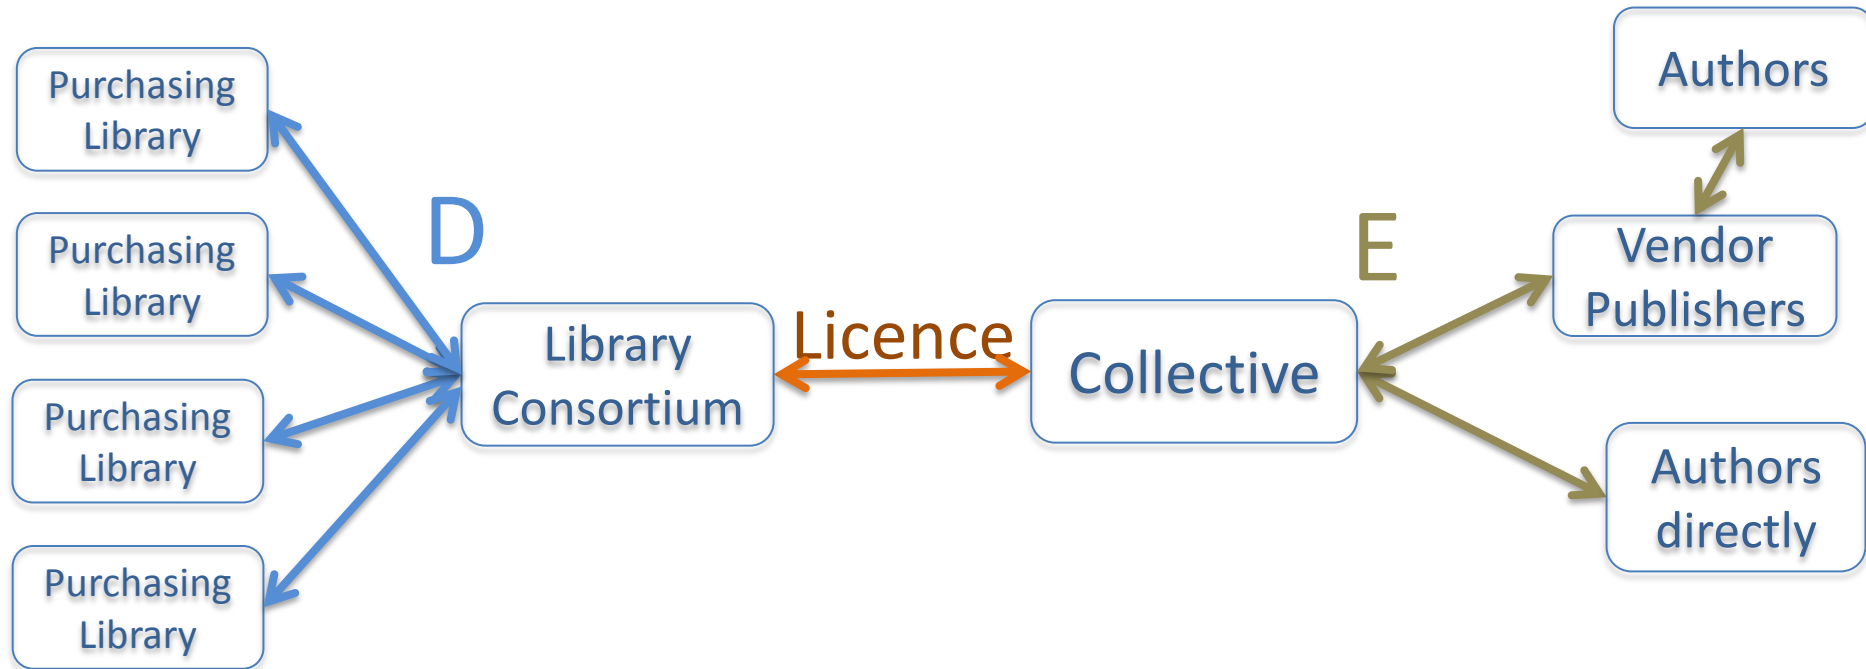 Purchasing
Library
Purchasing
Library
Purchasing
Library
Purchasing
Library
D
Library
Consortium
Licence
Collective
E
Authors
Vendor
Publishers
Authors
directly